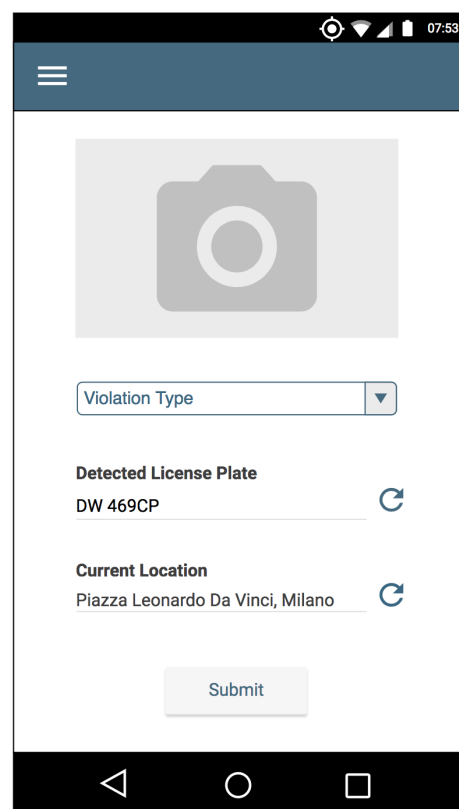 07:53
Violation Type
Detected License Plate
DW 469CP
Current Location
Piazza Leonardo Da Vinci, Milano
Submit